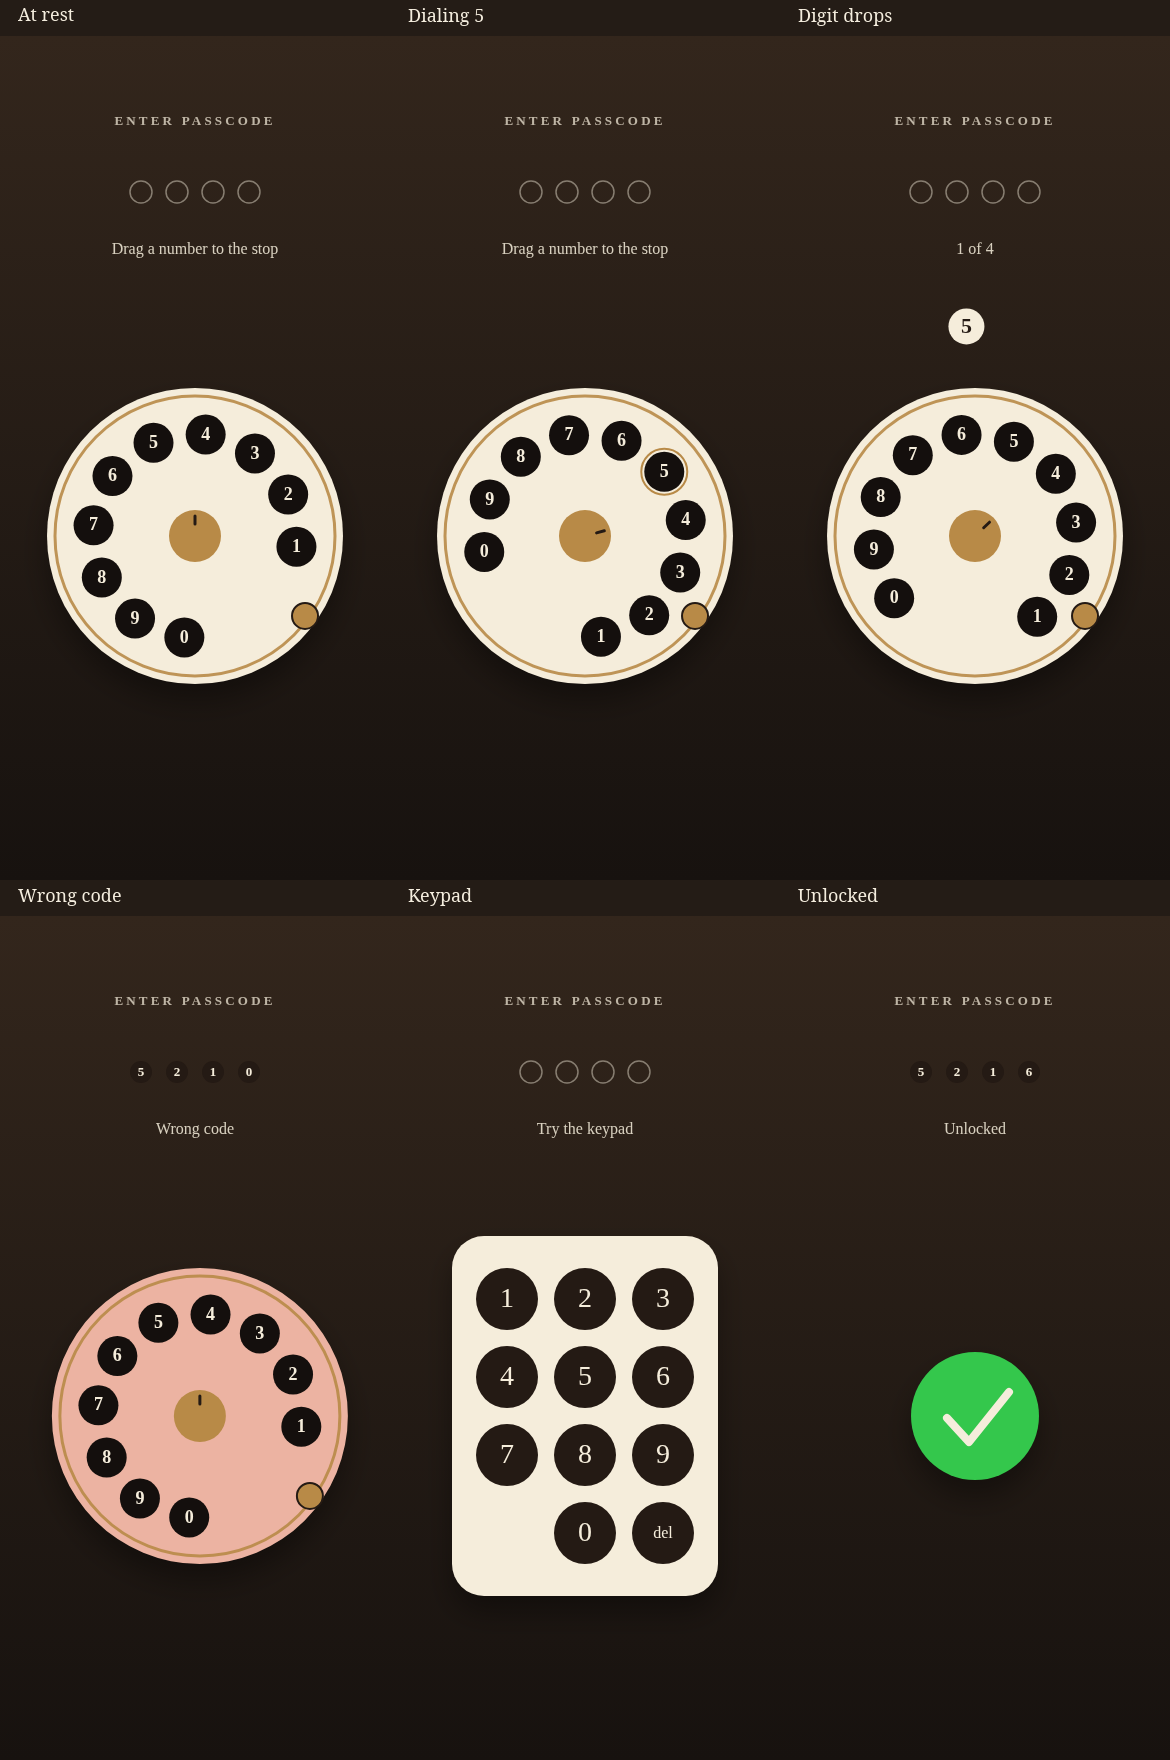 At rest
Dialing 5
Digit drops
ENTER PASSCODE
ENTER PASSCODE
ENTER PASSCODE
Drag a number to the stop
Drag a number to the stop
1 of 4
5
5 4 3 2 1 6 7 8 9 0
7 6 5 4 3 2 1 8 9 0
6 5 4 3 2 1 7 8 9 0
Wrong code
Keypad
Unlocked
ENTER PASSCODE
ENTER PASSCODE
ENTER PASSCODE
5 2 1 0
5 2 1 6
Wrong code
Try the keypad
Unlocked
5 4 3 2 1 6 7 8 9 0
1 2 3
4 5 6
7 8 9
0 del